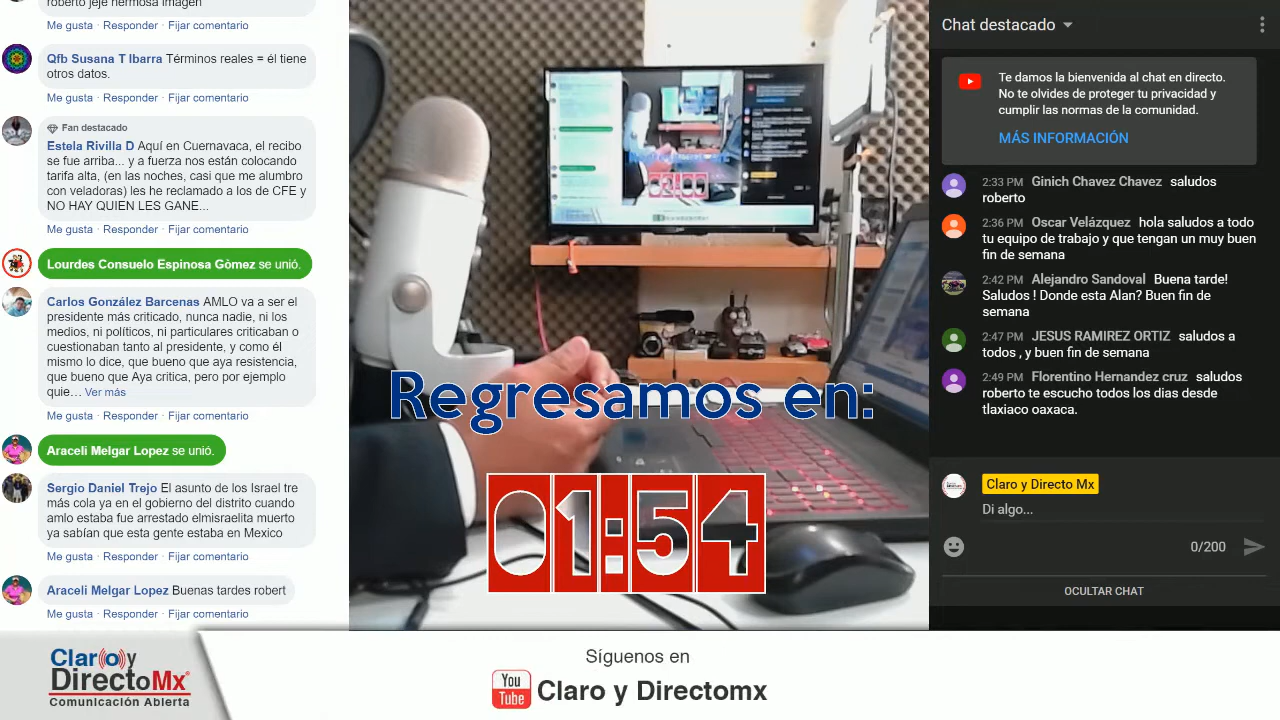 roberto jeje hermosa imagen
Me gusta · Responder · Fijar comentario
Qfb Susana T Ibarra Términos reales = él tiene
otros datos.
Me gusta · Responder · Fijar comentario
Fan destacado
Estela Rivilla D Aquí en Cuernavaca, el recibo
se fue arriba... y a fuerza nos están colocando
tarifa alta, (en las noches, casi que me alumbro
con veladoras) les he reclamado a los de CFE y
NO HAY QUIEN LES GANE...
Me gusta · Responder · Fijar comentario
Lourdes Consuelo Espinosa Gòmez se unió.
Carlos González Barcenas AMLO va a ser el
presidente más criticado, nunca nadie, ni los
medios, ni políticos, ni particulares criticaban o
cuestionaban tanto al presidente, y como él
mismo lo dice, que bueno que aya resistencia,
que bueno que Aya critica, pero por ejemplo
quie… Ver más
Me gusta · Responder · Fijar comentario
Araceli Melgar Lopez se unió.
Sergio Daniel Trejo El asunto de los Israel tre
más cola ya en el gobierno del distrito cuando
amlo estaba fue arrestado elmisraelita muerto
ya sabían que esta gente estaba en Mexico
Me gusta · Responder · Fijar comentario
Araceli Melgar Lopez Buenas tardes robert
Me gusta · Responder · Fijar comentario
Regresamos en:
01:54
Chat destacado
Te damos la bienvenida al chat en directo.
No te olvides de proteger tu privacidad y
cumplir las normas de la comunidad.
MÁS INFORMACIÓN
2:33 PM Ginich Chavez Chavez saludos
roberto
2:36 PM Oscar Velázquez hola saludos a todo
tu equipo de trabajo y que tengan un muy buen
fin de semana
2:42 PM Alejandro Sandoval Buena tarde!
Saludos ! Donde esta Alan? Buen fin de
semana
2:47 PM JESUS RAMIREZ ORTIZ saludos a
todos , y buen fin de semana
2:49 PM Florentino Hernandez cruz saludos
roberto te escucho todos los dias desde
tlaxiaco oaxaca.
Claro y Directo Mx
Di algo...
0/200
OCULTAR CHAT
Claro y
DirectoMx
Comunicación Abierta
Síguenos en
You
Tube
Claro y Directomx